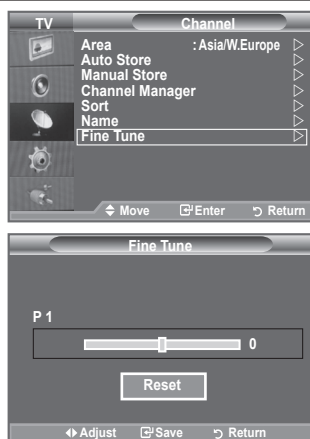 TV Channel
Area : Asia/W.Europe
Auto Store
Manual Store
Channel Manager
Sort
Name
Fine Tune
Move Enter Return
Fine Tune
P 1
0
Reset
Adjust Save Return